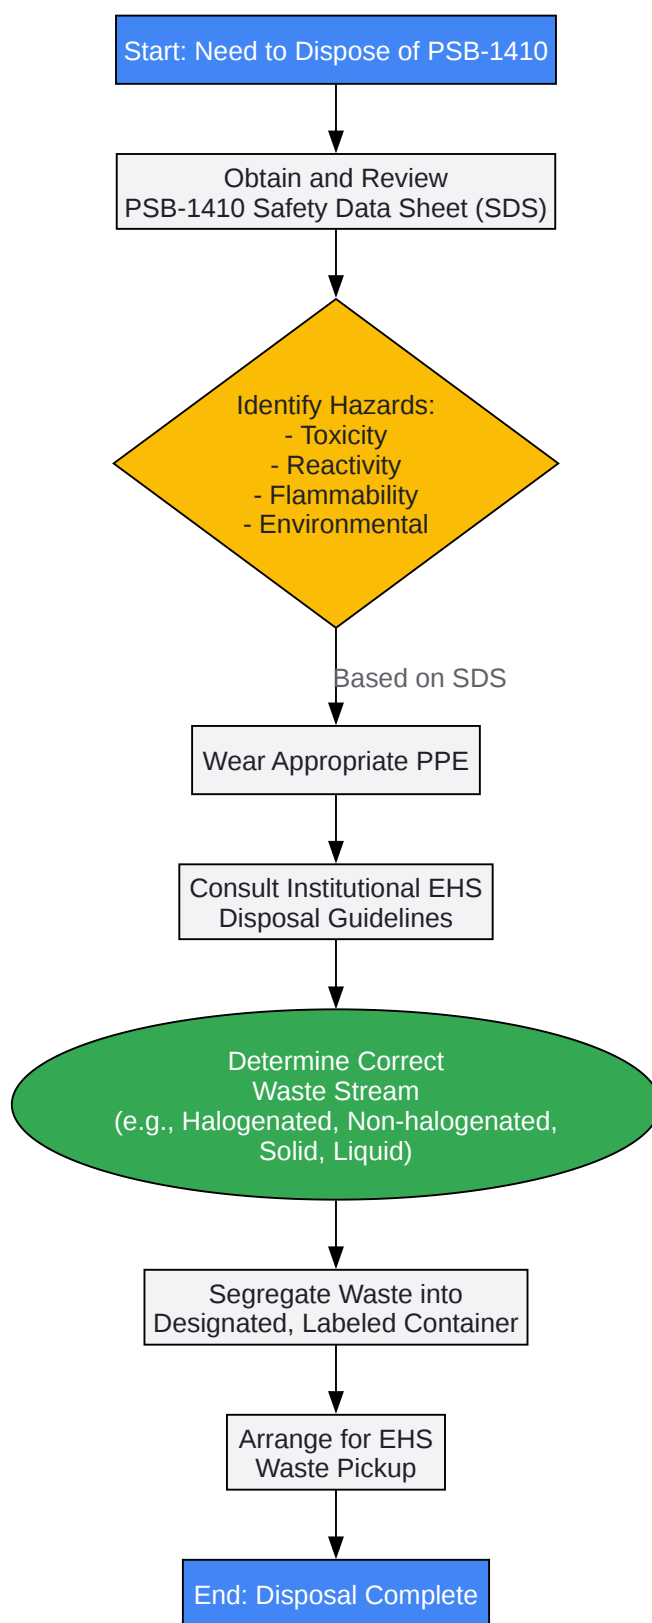 Start: Need to Dispose of PSB-1410
Obtain and Review
PSB-1410 Safety Data Sheet (SDS)
Identify Hazards:
- Toxicity
- Reactivity
- Flammability
- Environmental
Based on SDS
Wear Appropriate PPE
Consult Institutional EHS
Disposal Guidelines
Determine Correct
Waste Stream
(e.g., Halogenated, Non-halogenated,
Solid, Liquid)
Segregate Waste into
Designated, Labeled Container
Arrange for EHS
Waste Pickup
End: Disposal Complete